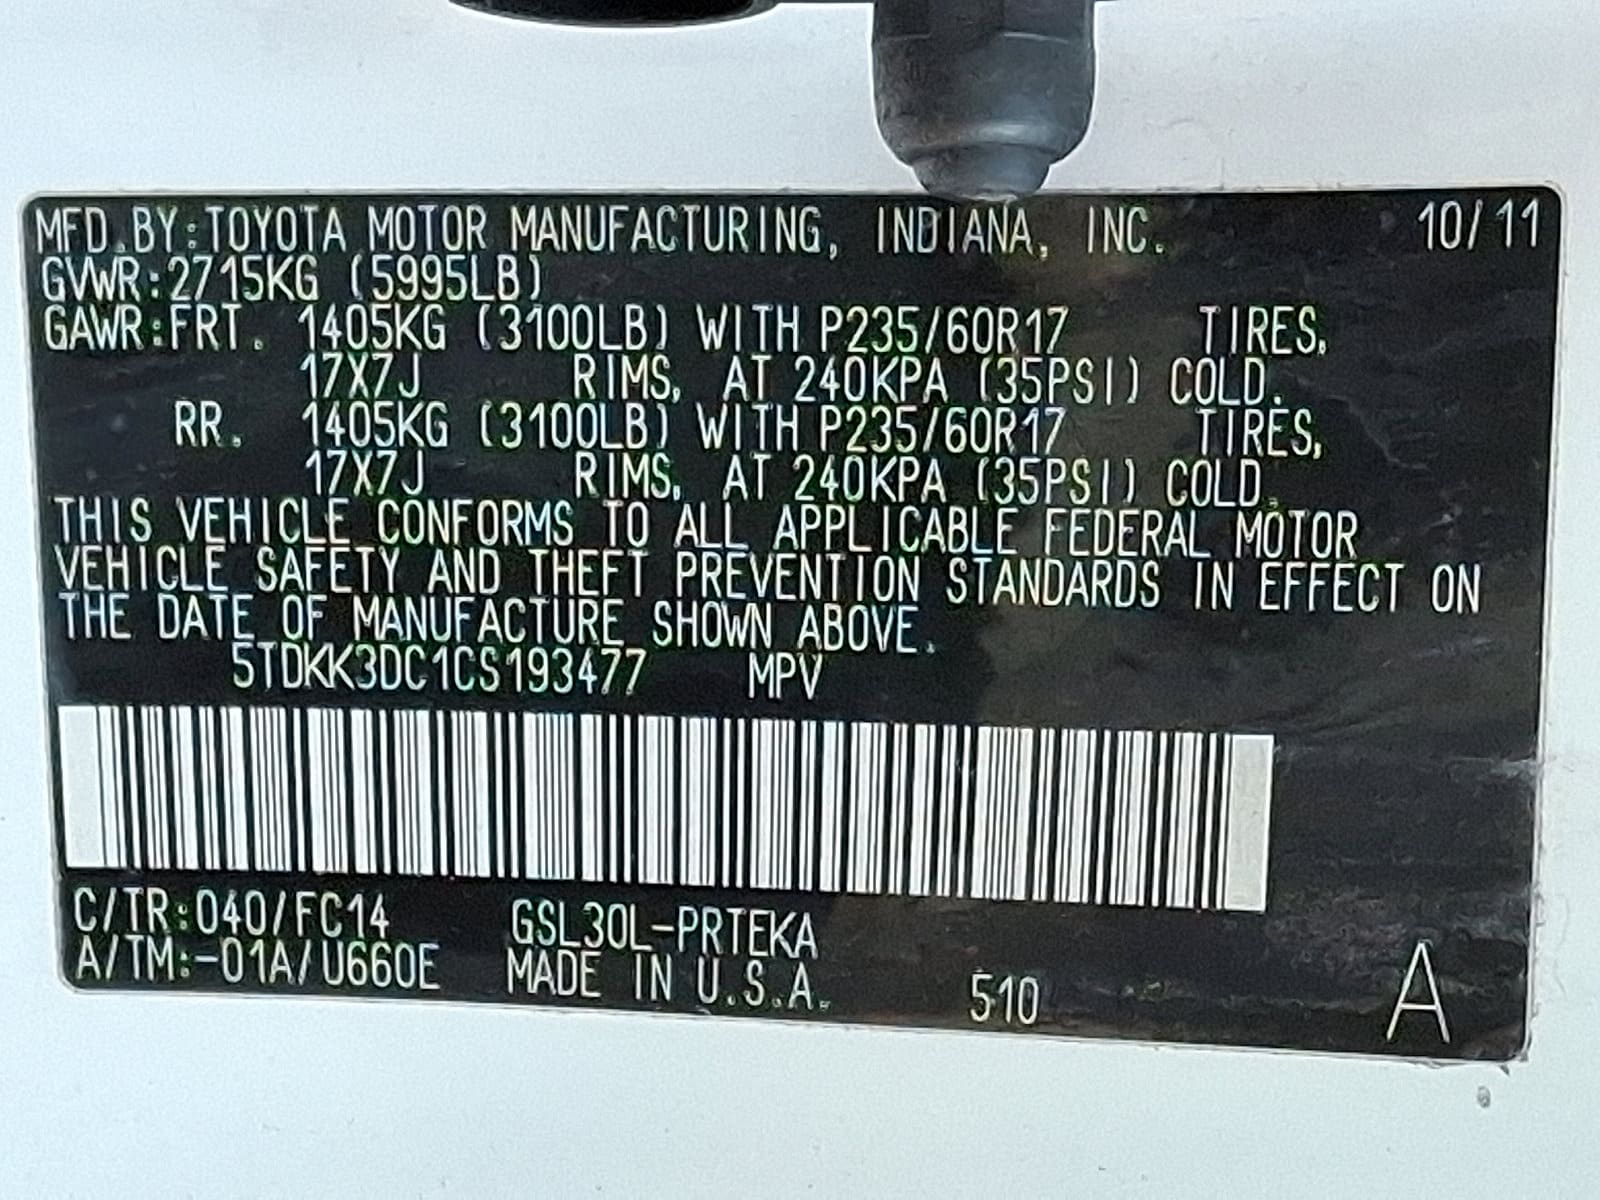 MFD.BY:TOYOTA MOTOR MANUFACTURING, INDIANA, INC. 10/11
GVWR:2715KG (5995LB)
GAWR:FRT. 1405KG (3100LB) WITH P235/60R17 TIRES,
17X7J RIMS, AT 240KPA (35PSI) COLD.
RR. 1405KG (3100LB) WITH P235/60R17 TIRES,
17X7J RIMS, AT 240KPA (35PSI) COLD.
THIS VEHICLE CONFORMS TO ALL APPLICABLE FEDERAL MOTOR
VEHICLE SAFETY AND THEFT PREVENTION STANDARDS IN EFFECT ON
THE DATE OF MANUFACTURE SHOWN ABOVE.
5TDKK3DC1CS193477 MPV
C/TR:040/FC14 GSL30L-PRTEKA
A/TM:-01A/U660E MADE IN U.S.A. 510 A